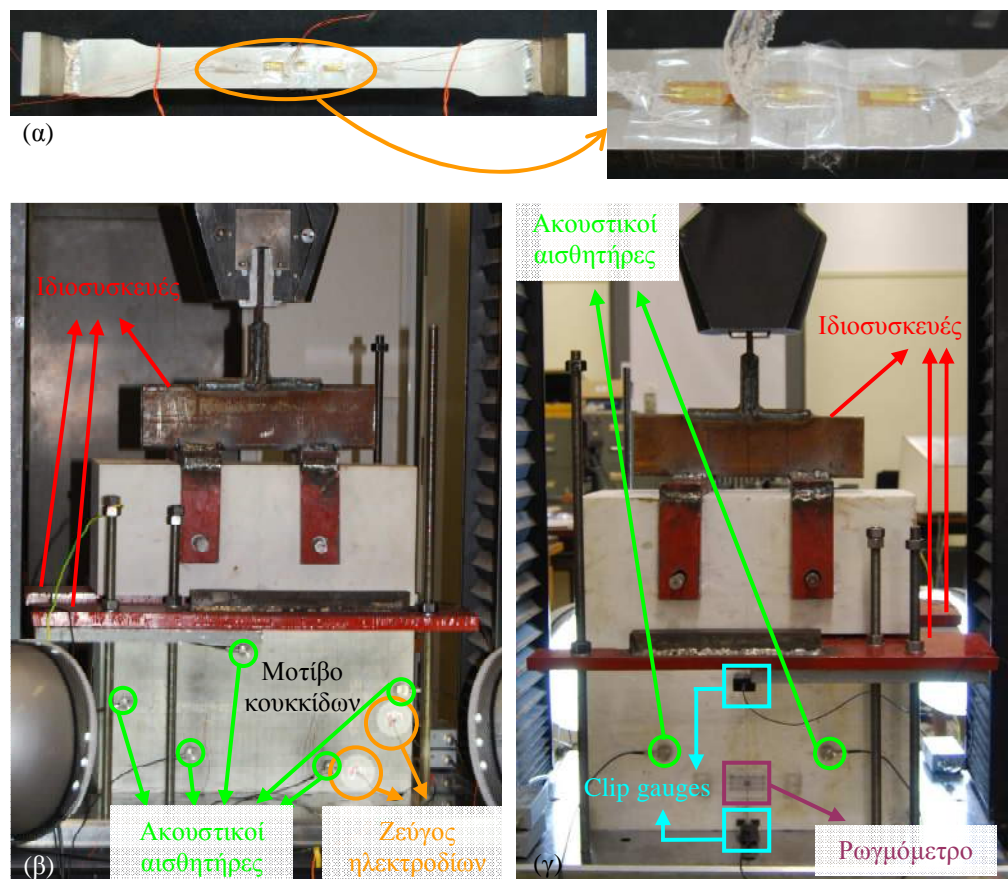 (α)
Ακουστικοί
αισθητήρες
Ιδιοσυσκευές
Ιδιοσυσκευές
Μοτίβο
κουκκίδων
Clip gauges
Ακουστικοί
αισθητήρες
Ζεύγος
ηλεκτροδίων
Ρωγμόμετρο
(β)
(γ)